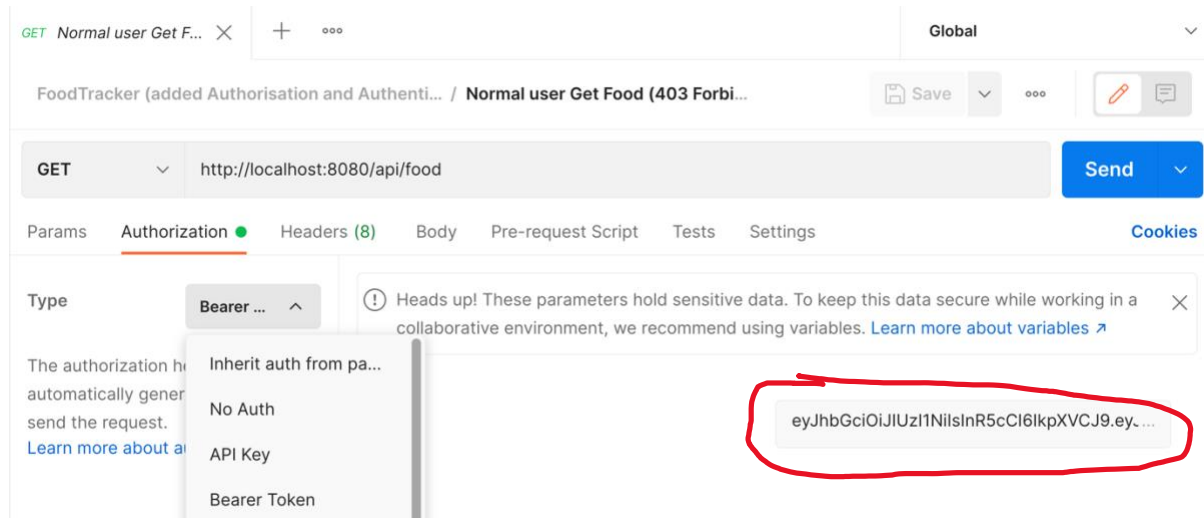 GET Normal user Get F...
Global
FoodTracker (added Authorisation and Authenti... / Normal user Get Food (403 Forbi...
Save
GET http://localhost:8080/api/food
Send
Params Authorization Headers (8) Body Pre-request Script Tests Settings Cookies
Type
Bearer ...
Heads up! These parameters hold sensitive data. To keep this data secure while working in a
collaborative environment, we recommend using variables. Learn more about variables ↗
The authorization h
automatically gener
send the request.
Learn more about a
Inherit auth from pa...
No Auth
API Key
Bearer Token
eyJhbGciOiJIUzI1NiIsInR5cCI6IkpXVCJ9.ey...